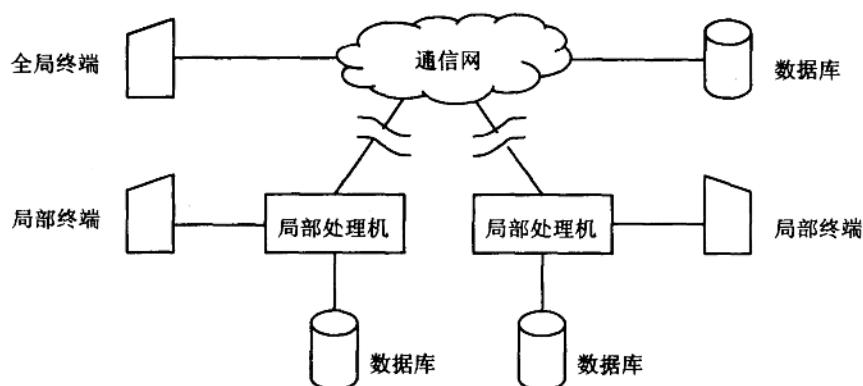 通信网
全局终端
数据库
局部终端
局部处理机
局部处理机
局部终端
数据库
数据库